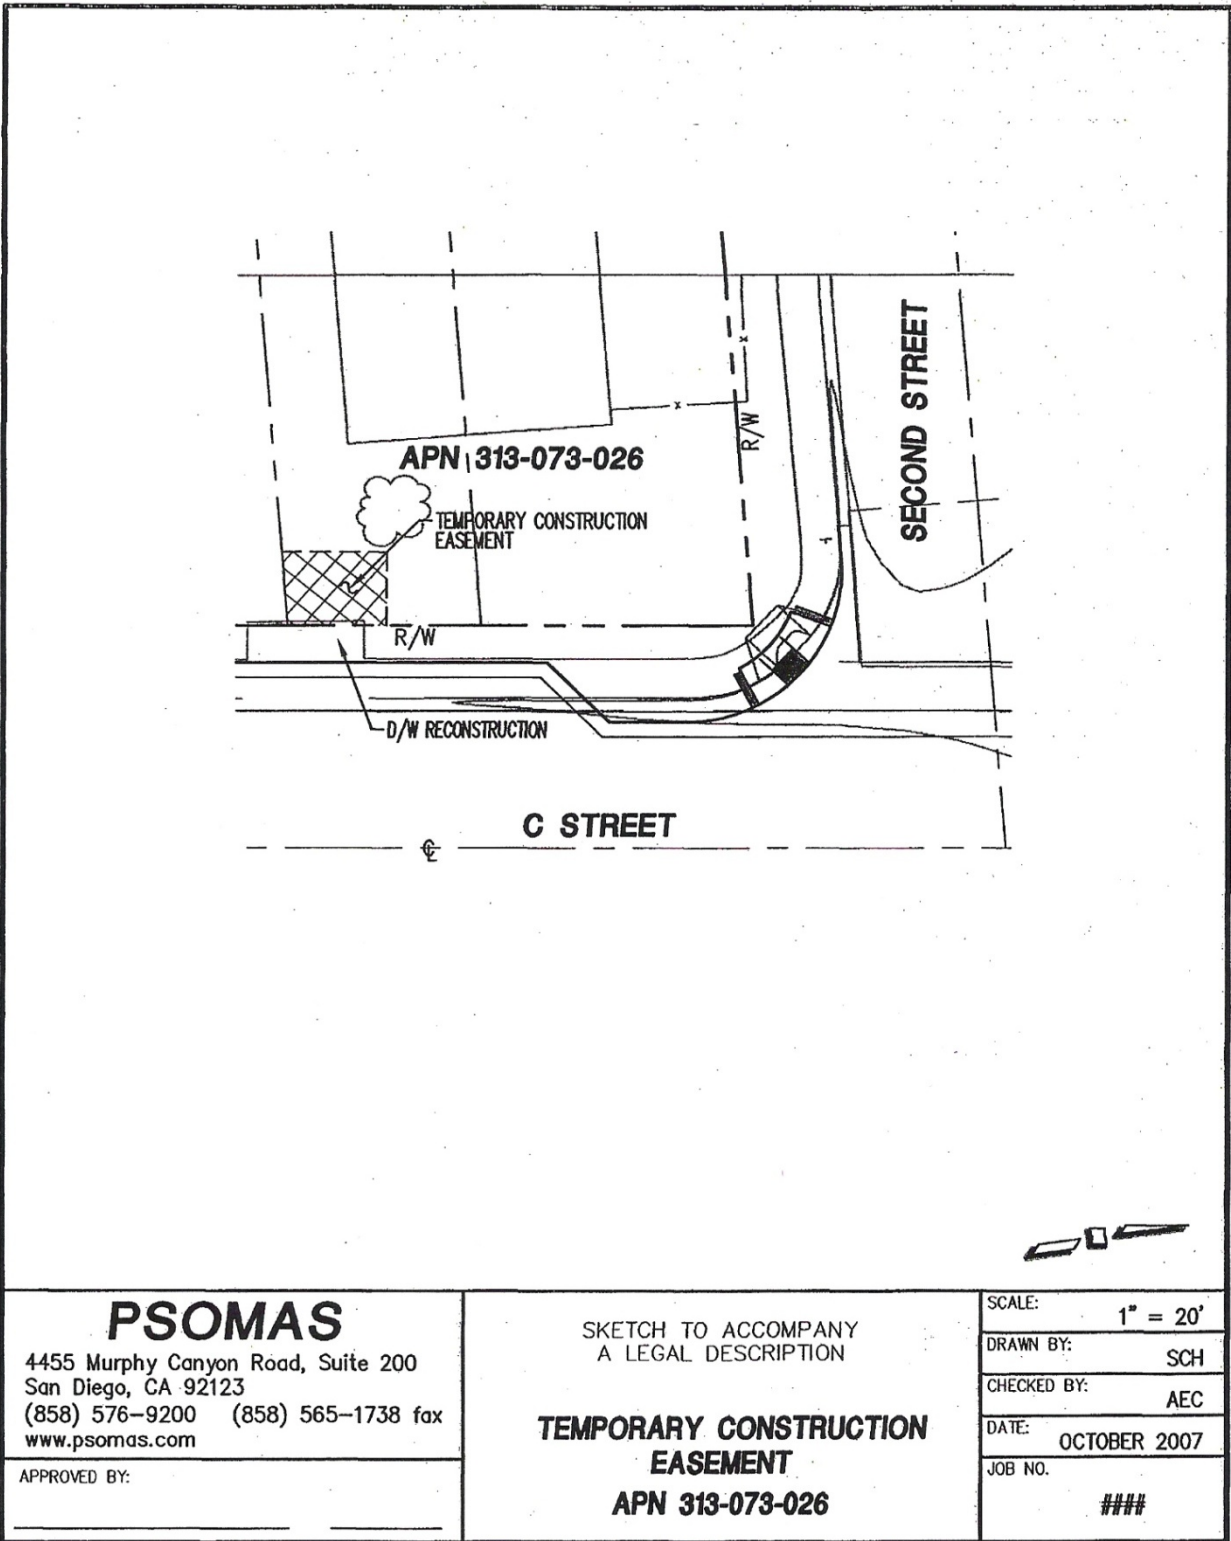 SECOND STREET
R/W
APN 313-073-026
TEMPORARY CONSTRUCTION
EASEMENT
R/W
D/W RECONSTRUCTION
C STREET
PSOMAS
4455 Murphy Canyon Road, Suite 200
San Diego, CA 92123
(858) 576-9200 (858) 565-1738 fax
www.psomas.com
APPROVED BY:
SKETCH TO ACCOMPANY
A LEGAL DESCRIPTION
TEMPORARY CONSTRUCTION
EASEMENT
APN 313-073-026
SCALE: 1" = 20'
DRAWN BY: SCH
CHECKED BY: AEC
DATE: OCTOBER 2007
JOB NO.
####